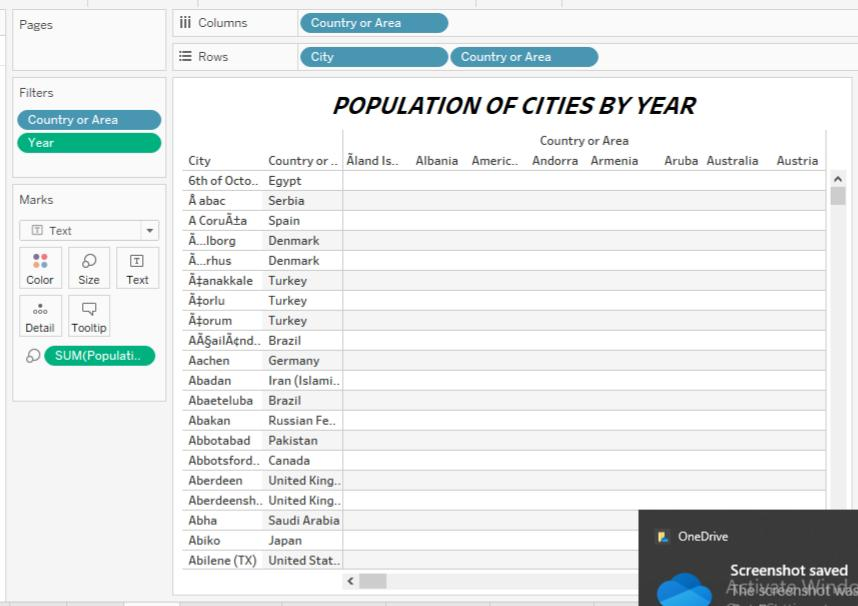 Pages
Columns
Country or Area
Rows
City
Country or Area
Filters
Country or Area
Year
Marks
Text
Color
Size
Text
Detail
Tooltip
SUM(Populati..
POPULATION OF CITIES BY YEAR
Country or Area
City Country or .. Ãland Is.. Albania Americ.. Andorra Armenia Aruba Australia Austria
6th of Octo.. Egypt
Å abac Serbia
A CoruÃ±a Spain
Ã…lborg Denmark
Ã…rhus Denmark
Ã‡anakkale Turkey
Ã‡orlu Turkey
Ã‡orum Turkey
AÃ§ailÃ¢nd.. Brazil
Aachen Germany
Abadan Iran (Islami..
Abaeteluba Brazil
Abakan Russian Fe..
Abbotabad Pakistan
Abbotsford.. Canada
Aberdeen United King..
Aberdeensh.. United King..
Abha Saudi Arabia
Abiko Japan
Abilene (TX) United Stat..
OneDrive
Screenshot saved
Activate Windo
The screenshot was